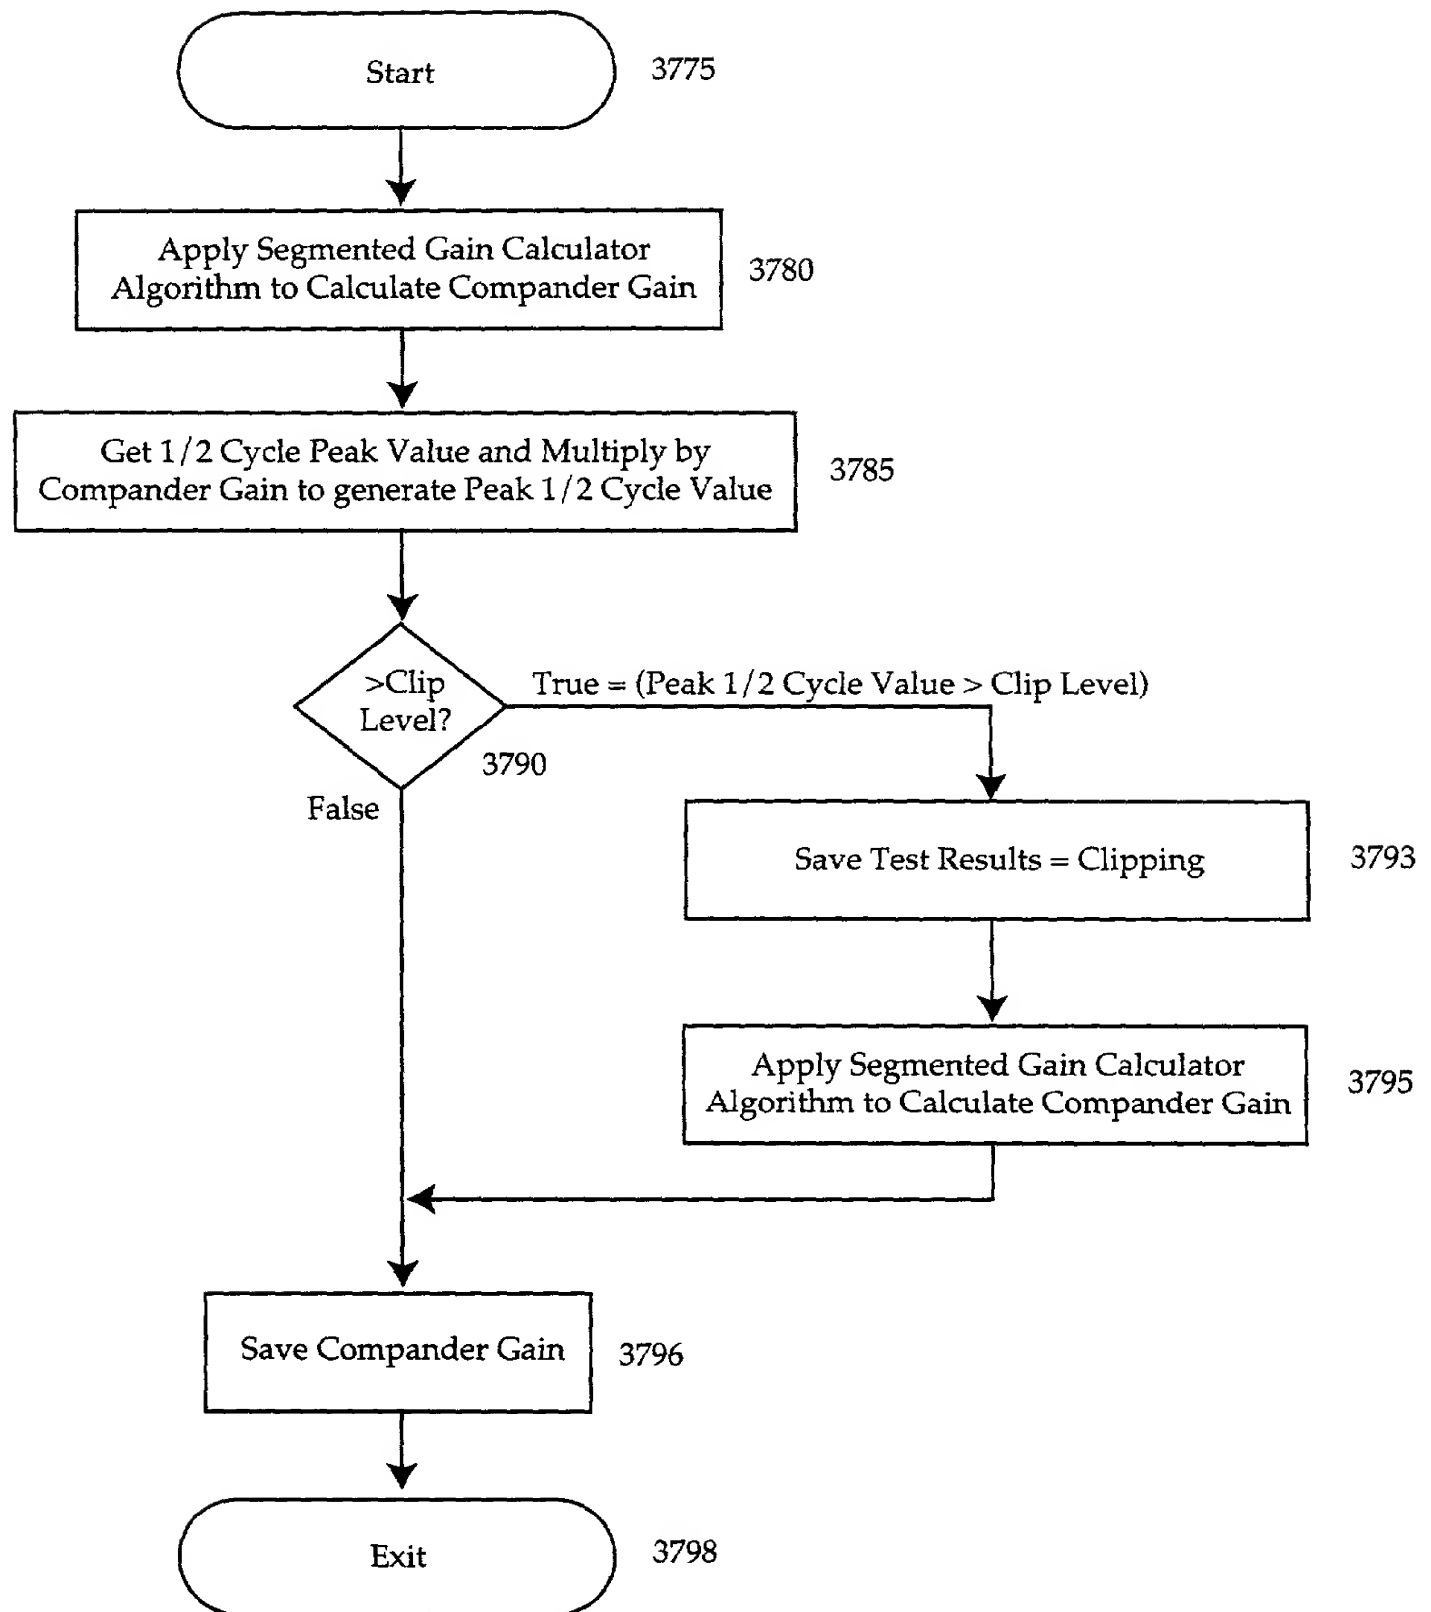 Start
3775
Apply Segmented Gain Calculator
Algorithm to Calculate Compander Gain
3780
Get 1/2 Cycle Peak Value and Multiply by
Compander Gain to generate Peak 1/2 Cycle Value
3785
>Clip
Level?
True = (Peak 1/2 Cycle Value > Clip Level)
3790
False
Save Test Results = Clipping
3793
Apply Segmented Gain Calculator
Algorithm to Calculate Compander Gain
3795
Save Compander Gain
3796
Exit
3798